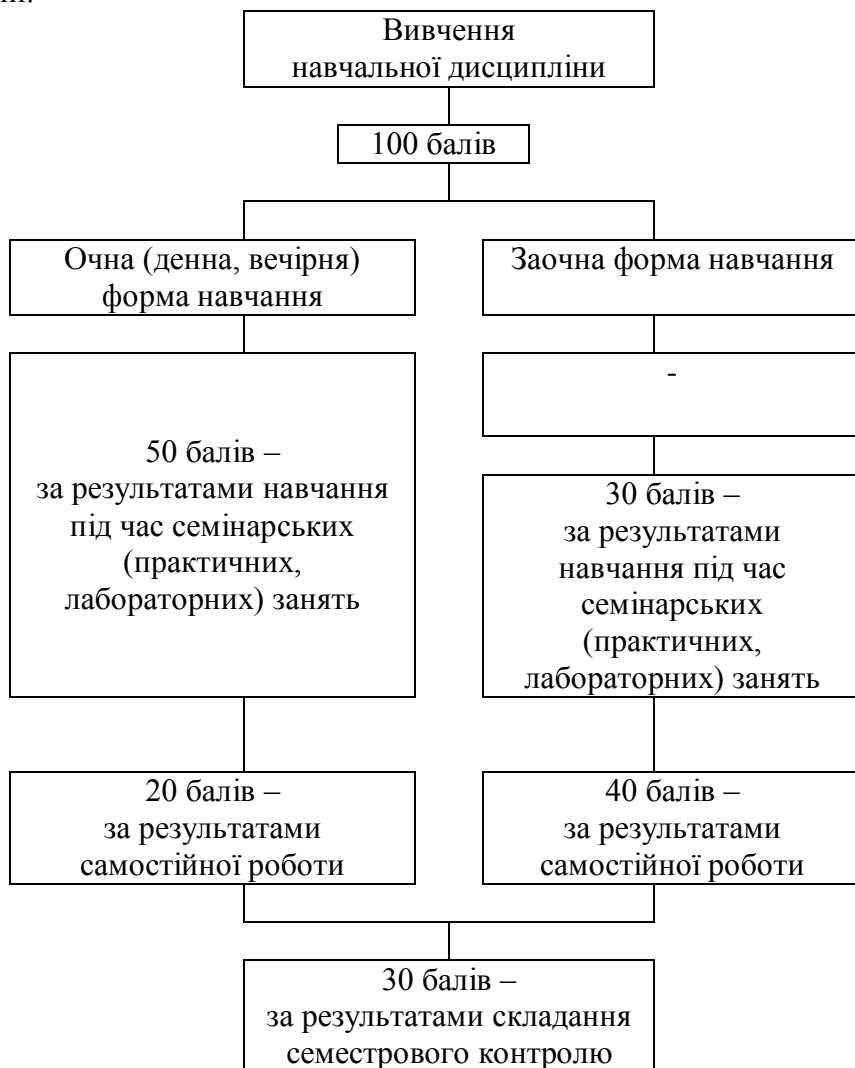 Вивчення
навчальної дисципліни
100 балів
Очна (денна, вечірня)
форма навчання
Заочна форма навчання
50 балів –
за результатами навчання
під час семінарських
(практичних,
лабораторних) занять
-
30 балів –
за результатами
навчання під час
семінарських
(практичних,
лабораторних) занять
20 балів –
за результатами
самостійної роботи
40 балів –
за результатами
самостійної роботи
30 балів –
за результатами складання
семестрового контролю